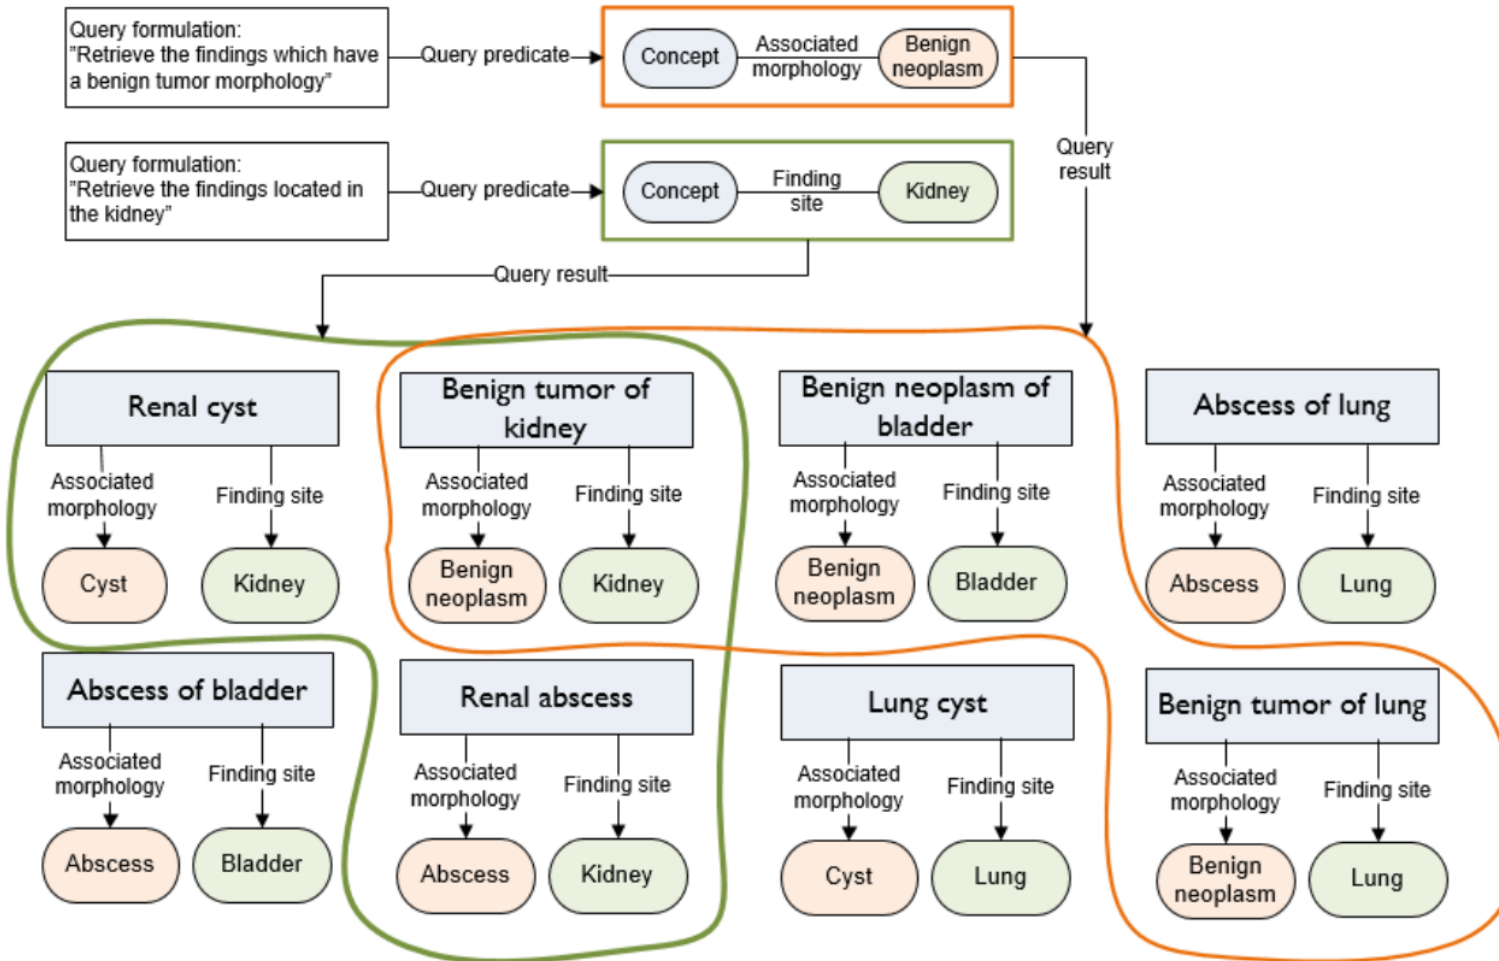 Query formulation:
"Retrieve the findings which have
a benign tumor morphology"
Query predicate
Concept
Associated
morphology
Benign
neoplasm
Query
result
Query formulation:
"Retrieve the findings located in
the kidney"
Query predicate
Concept
Finding
site
Kidney
Query result
Renal cyst
Associated
morphology
Finding site
Cyst
Kidney
Benign tumor of
kidney
Associated
morphology
Finding site
Benign
neoplasm
Kidney
Benign neoplasm of
bladder
Associated
morphology
Finding site
Benign
neoplasm
Bladder
Abscess of lung
Associated
morphology
Finding site
Abscess
Lung
Abscess of bladder
Associated
morphology
Finding site
Abscess
Bladder
Renal abscess
Associated
morphology
Finding site
Abscess
Kidney
Lung cyst
Associated
morphology
Finding site
Cyst
Lung
Benign tumor of lung
Associated
morphology
Finding site
Benign
neoplasm
Lung